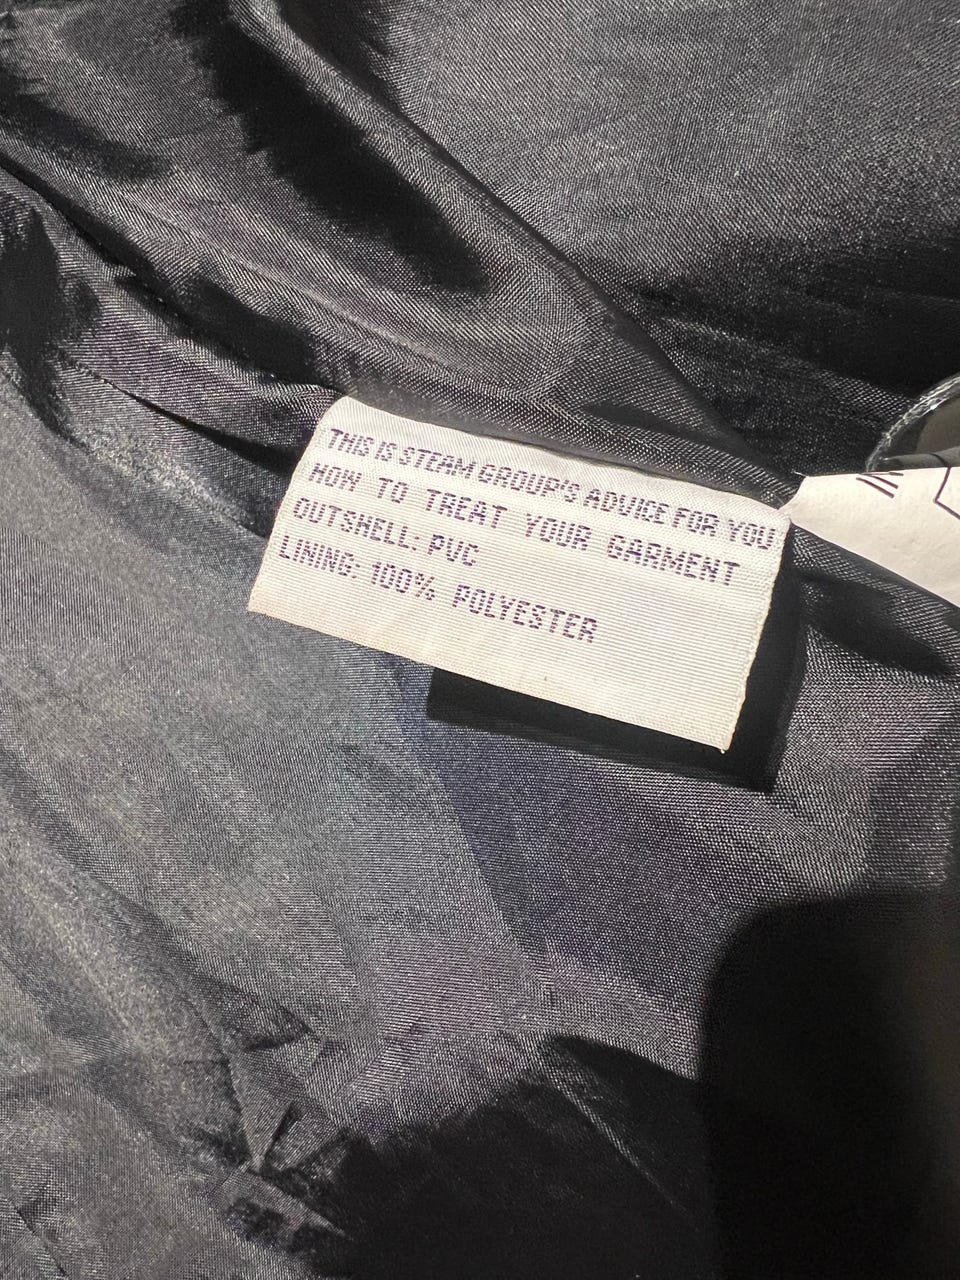 THIS IS STEAM GROUP'S ADVICE FOR YOU
HOW TO TREAT YOUR GARMENT
OUTSHELL: PVC
LINING: 100% POLYESTER